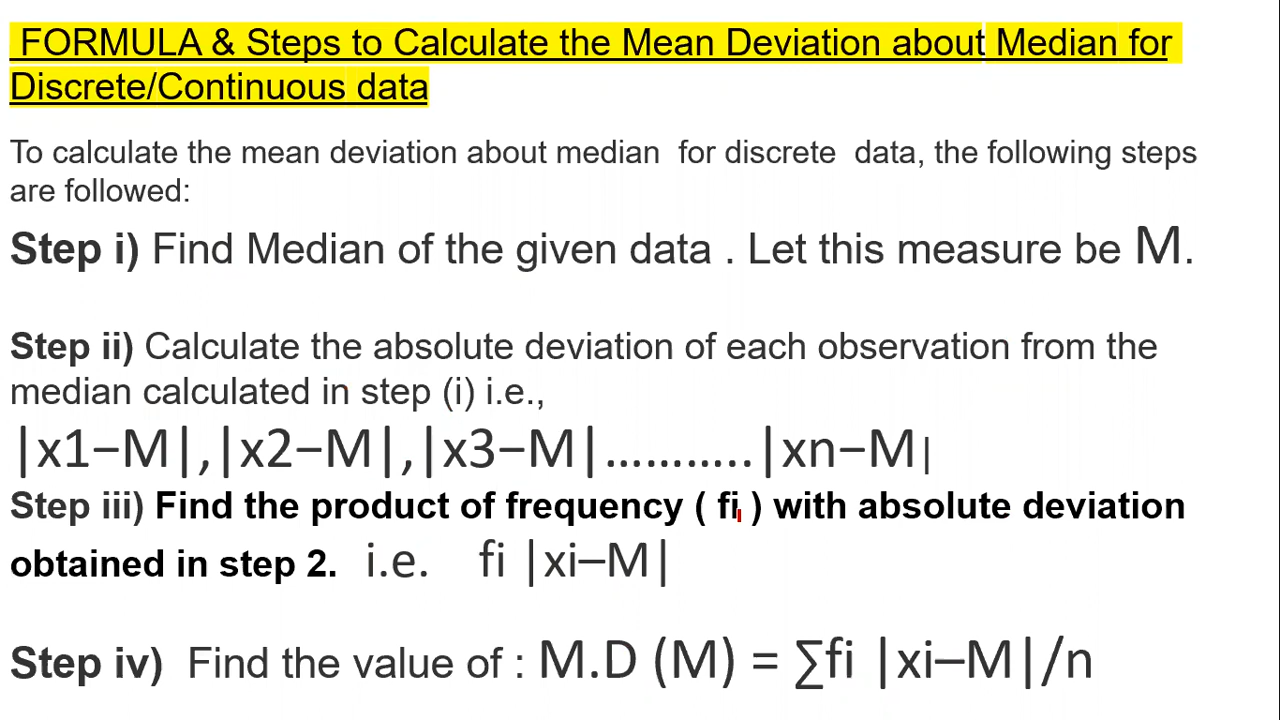 FORMULA & Steps to Calculate the Mean Deviation about Median for
Discrete/Continuous data
To calculate the mean deviation about median for discrete data, the following steps
are followed:
Step i) Find Median of the given data . Let this measure be M.
Step ii) Calculate the absolute deviation of each observation from the
median calculated in step (i) i.e.,
|x1−M|,|x2−M|,|x3−M|...........|xn−M|
Step iii) Find the product of frequency ( fi ) with absolute deviation
obtained in step 2. i.e. fi |xi–M|
Step iv) Find the value of : M.D (M) = ∑fi |xi–M|/n